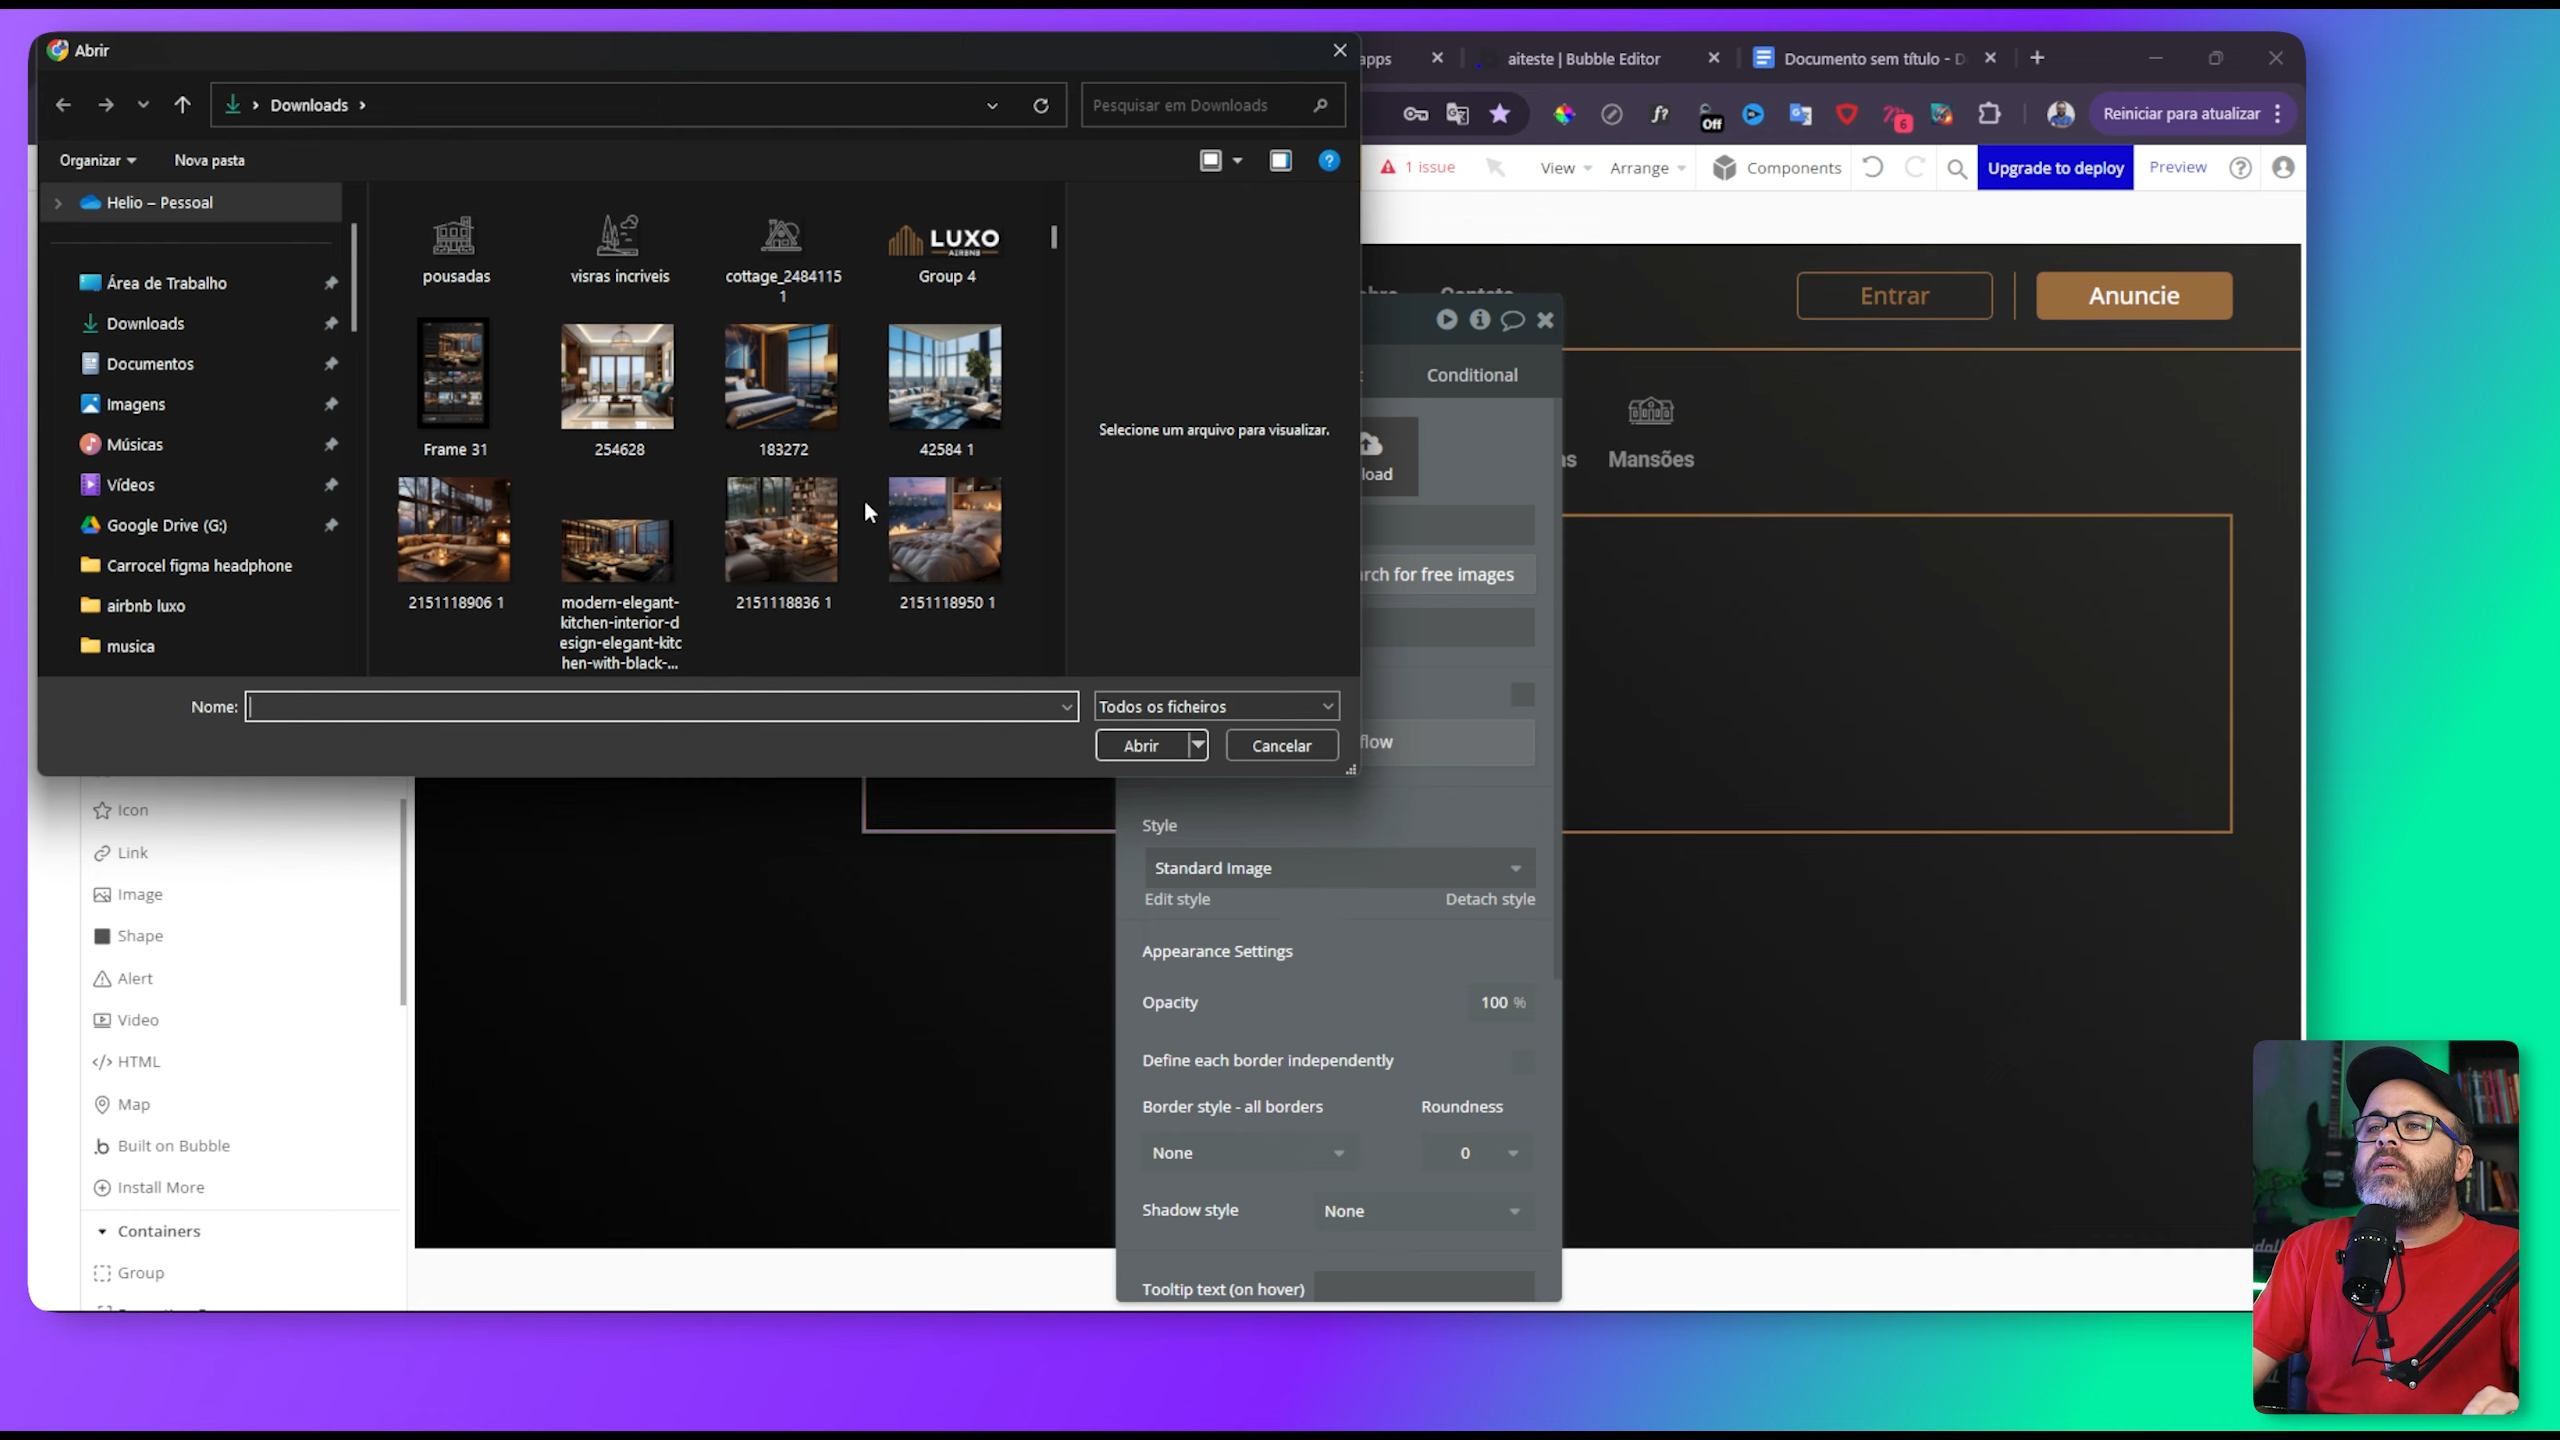 Abrir
apps
aiteste | Bubble Editor
Documento sem título - D
Downloads
Pesquisar em Downloads
Off
f?
6
Reiniciar para atualizar
Organizar
Nova pasta
1 issue
View
Arrange
Components
Upgrade to deploy
Preview
Helio – Pessoal
Área de Trabalho
Downloads
Documentos
Imagens
Músicas
Vídeos
Google Drive (G:)
Carrocel figma headphone
airbnb luxo
musica
pousadas
visras incriveis
cottage_2484115
1
LUXO
AIRBNB
Group 4
Frame 31
254628
183272
42584 1
2151118906 1
modern-elegant-
kitchen-interior-d
esign-elegant-kitc
hen-with-black-...
2151118836 1
2151118950 1
Selecione um arquivo para visualizar.
Nome:
Todos os ficheiros
Abrir
Cancelar
Contato
Entrar
Anuncie
Conditional
load
as
Mansões
rch for free images
flow
Icon
Link
Image
Shape
Alert
Video
HTML
Map
Built on Bubble
Install More
Containers
Group
Style
Standard Image
Edit style
Detach style
Appearance Settings
Opacity
100 %
Define each border independently
Border style - all borders
Roundness
None
0
Shadow style
None
Tooltip text (on hover)